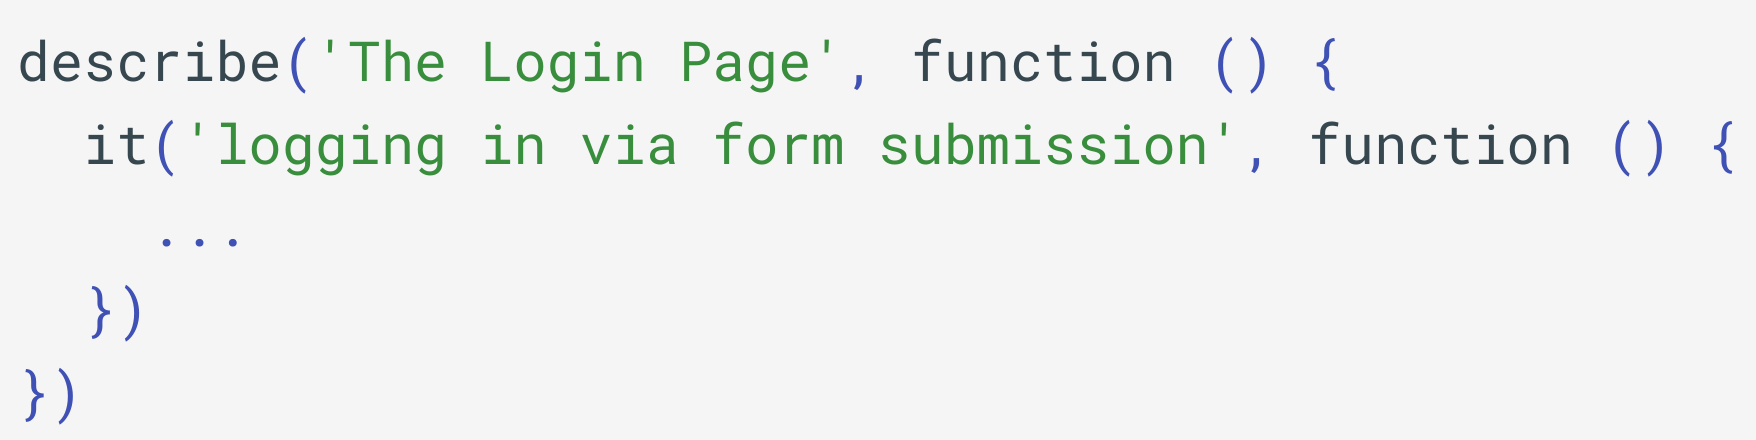 describe('The Login Page', function () {
  it('logging in via form submission', function () {
    ...
  })
})